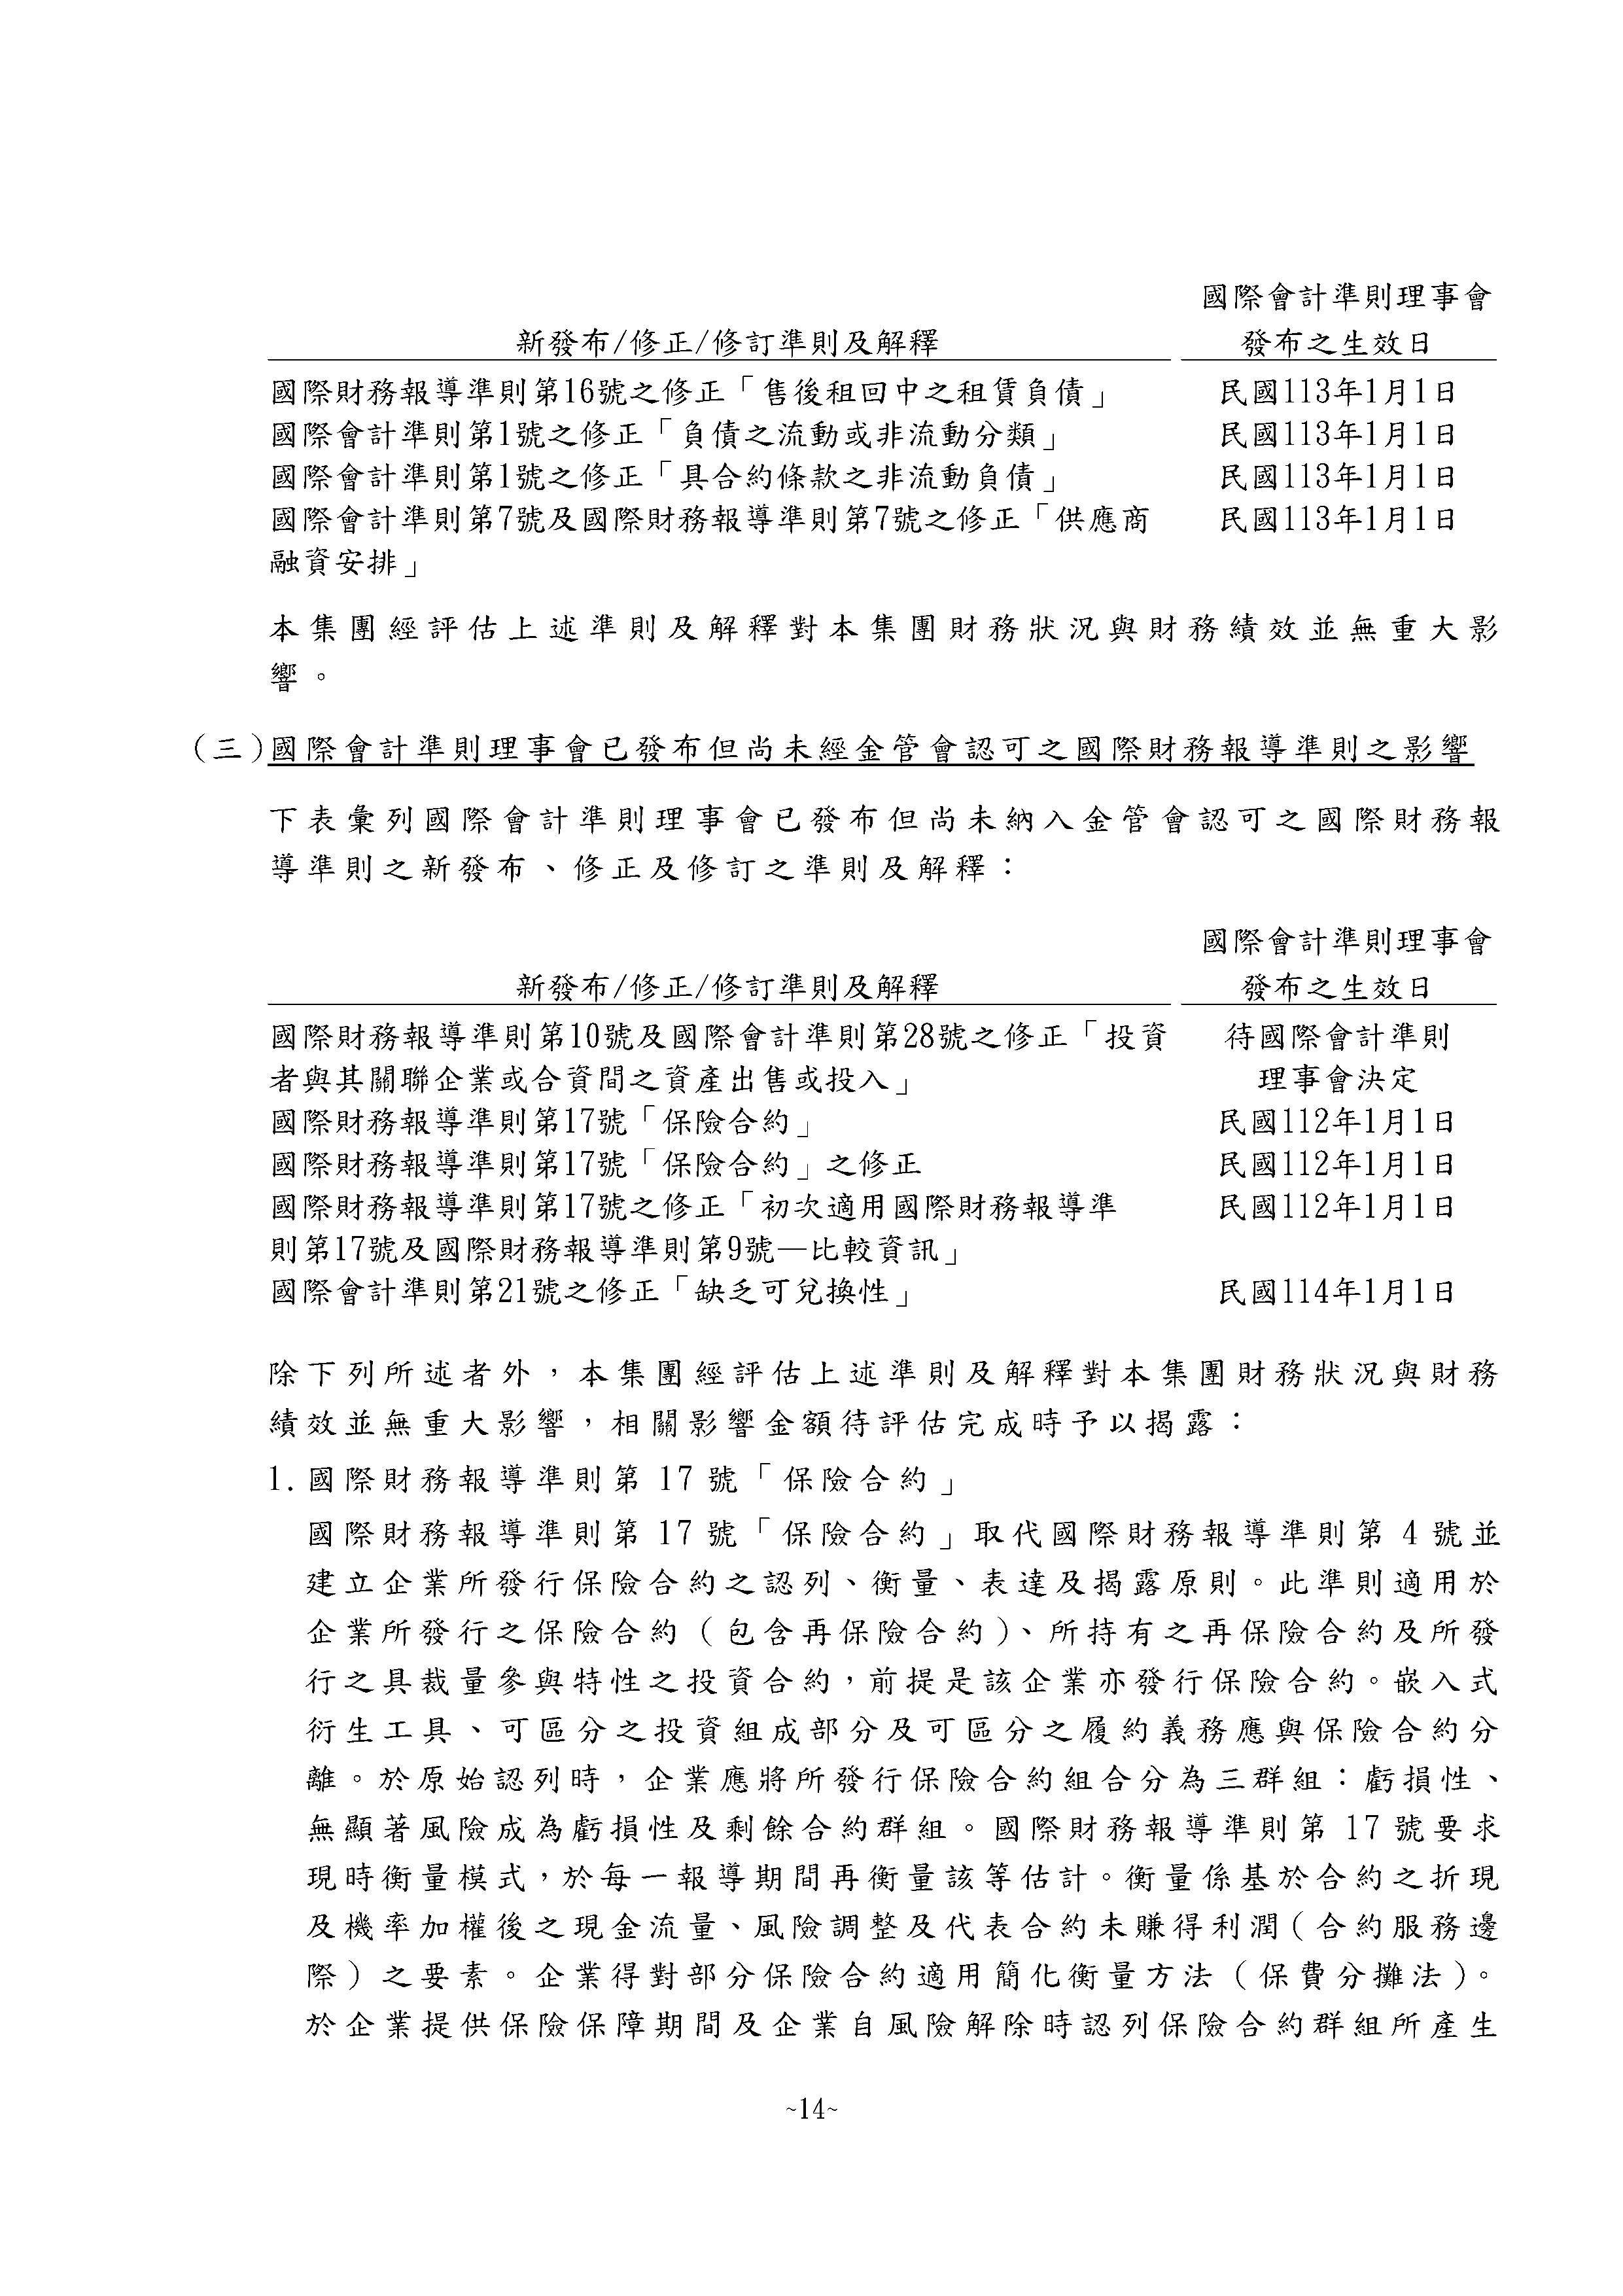 國際會計準則理事會
新發布/修正/修訂準則及解釋 發布之生效日
國際財務報導準則第16號之修正「售後租回中之租賃負債」 民國113年1月1日
國際會計準則第1號之修正「負債之流動或非流動分類」 民國113年1月1日
國際會計準則第1號之修正「具合約條款之非流動負債」 民國113年1月1日
國際會計準則第7號及國際財務報導準則第7號之修正「供應商 民國113年1月1日
融資安排」
本集團經評估上述準則及解釋對本集團財務狀況與財務績效並無重大影
響。
(三)國際會計準則理事會已發布但尚未經金管會認可之國際財務報導準則之影響
下表彙列國際會計準則理事會已發布但尚未納入金管會認可之國際財務報
導準則之新發布、修正及修訂之準則及解釋：
國際會計準則理事會
新發布/修正/修訂準則及解釋 發布之生效日
國際財務報導準則第10號及國際會計準則第28號之修正「投資 待國際會計準則
者與其關聯企業或合資間之資產出售或投入」 理事會決定
國際財務報導準則第17號「保險合約」 民國112年1月1日
國際財務報導準則第17號「保險合約」之修正 民國112年1月1日
國際財務報導準則第17號之修正「初次適用國際財務報導準 民國112年1月1日
則第17號及國際財務報導準則第9號—比較資訊」
國際會計準則第21號之修正「缺乏可兌換性」 民國114年1月1日
除下列所述者外，本集團經評估上述準則及解釋對本集團財務狀況與財務
績效並無重大影響，相關影響金額待評估完成時予以揭露：
1.國際財務報導準則第 17 號「保險合約」
國際財務報導準則第 17 號「保險合約」取代國際財務報導準則第 4 號並
建立企業所發行保險合約之認列、衡量、表達及揭露原則。此準則適用於
企業所發行之保險合約（包含再保險合約）、所持有之再保險合約及所發
行之具裁量參與特性之投資合約，前提是該企業亦發行保險合約。嵌入式
衍生工具、可區分之投資組成部分及可區分之履約義務應與保險合約分
離。於原始認列時，企業應將所發行保險合約組合分為三群組：虧損性、
無顯著風險成為虧損性及剩餘合約群組。國際財務報導準則第 17 號要求
現時衡量模式，於每一報導期間再衡量該等估計。衡量係基於合約之折現
及機率加權後之現金流量、風險調整及代表合約未賺得利潤（合約服務邊
際）之要素。企業得對部分保險合約適用簡化衡量方法（保費分攤法）。
於企業提供保險保障期間及企業自風險解除時認列保險合約群組所產生
~14~